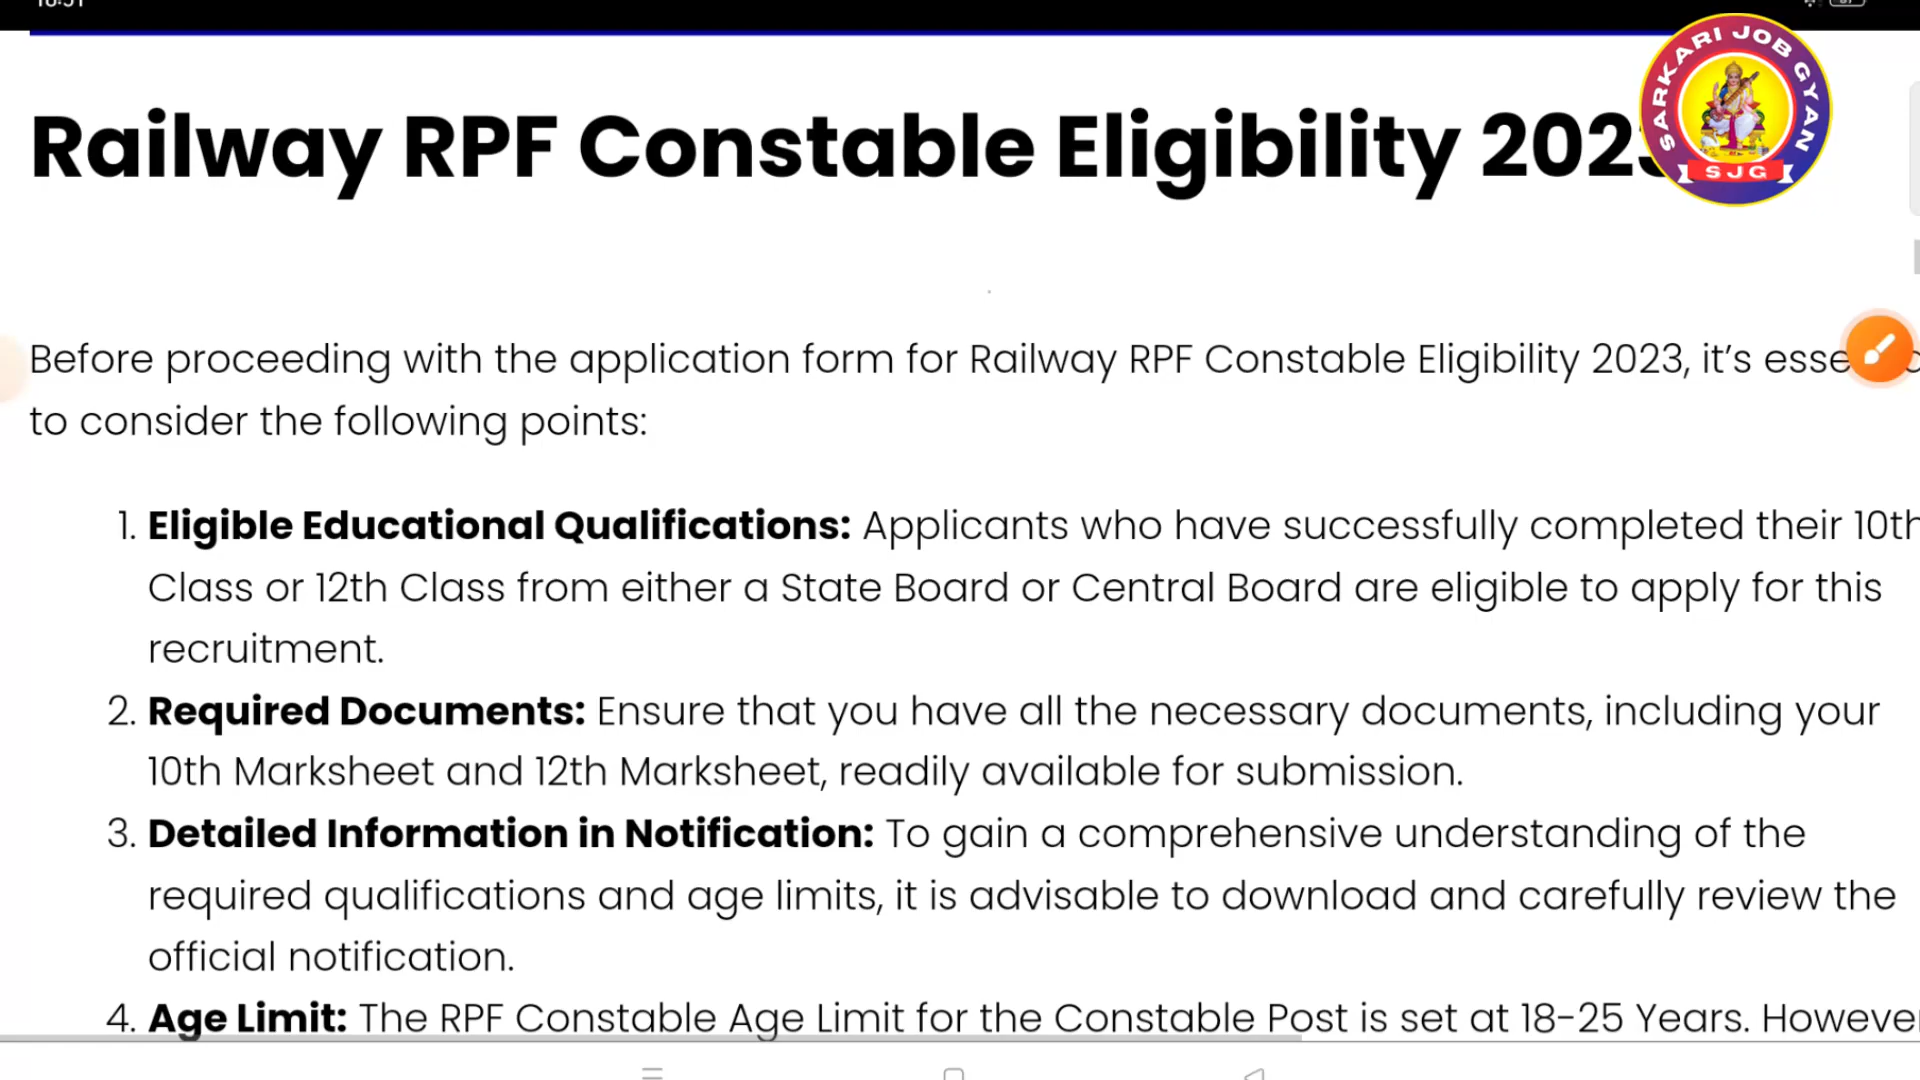 Railway RPF Constable Eligibility 202
SARKARI JOB GYAN
SJG
Before proceeding with the application form for Railway RPF Constable Eligibility 2023, it's esse
to consider the following points:
1. Eligible Educational Qualifications: Applicants who have successfully completed their 10th
Class or 12th Class from either a State Board or Central Board are eligible to apply for this
recruitment.
2. Required Documents: Ensure that you have all the necessary documents, including your
10th Marksheet and 12th Marksheet, readily available for submission.
3. Detailed Information in Notification: To gain a comprehensive understanding of the
required qualifications and age limits, it is advisable to download and carefully review the
official notification.
4. Age Limit: The RPF Constable Age Limit for the Constable Post is set at 18-25 Years. However